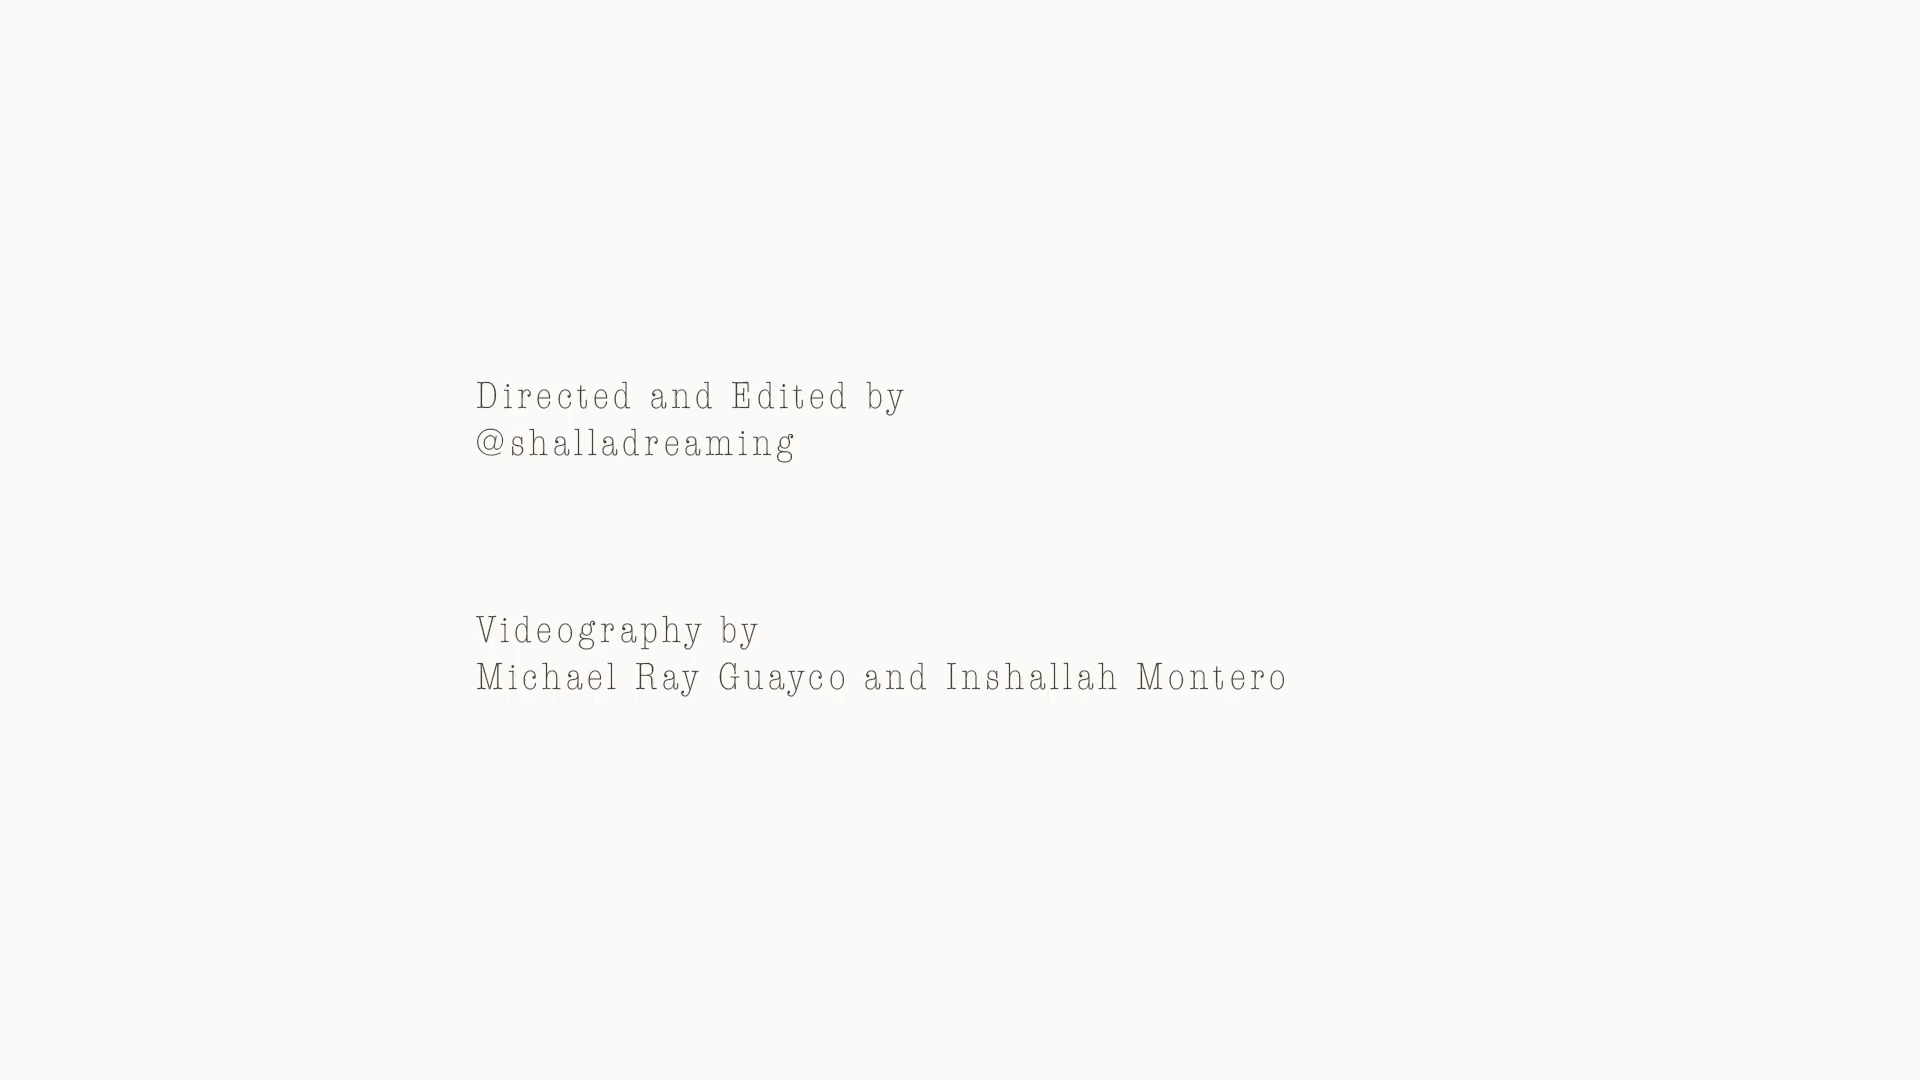 Directed and Edited by
@shalladreaming
Videography by
Michael Ray Guayco and Inshallah Montero